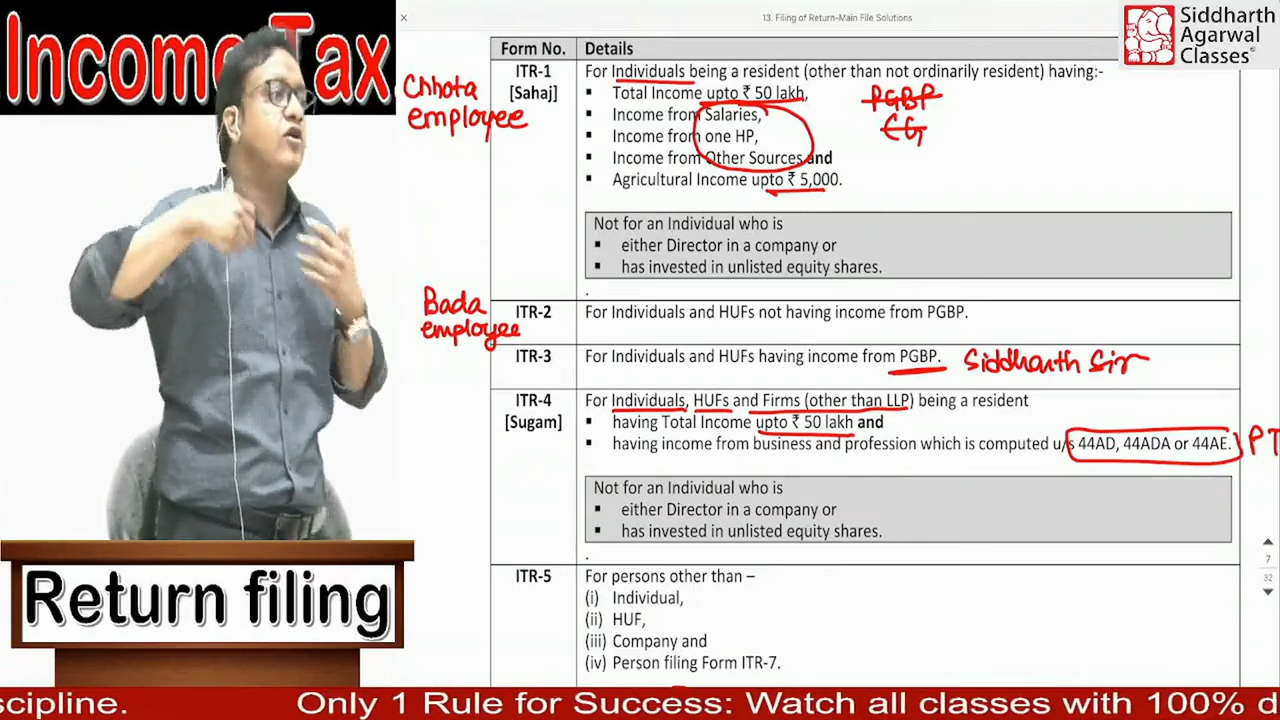 Income Tax
13. Filing of Return-Main File Solutions
Siddharth
Agarwal
Classes®
Form No. Details
ITR-1 For Individuals being a resident (other than not ordinarily resident) having:-
[Sahaj] ▪ Total Income upto ₹ 50 lakh,
▪ Income from Salaries,
▪ Income from one HP,
▪ Income from Other Sources and
▪ Agricultural Income upto ₹ 5,000.
Chhota
employee
PGBP
CG
Not for an Individual who is
▪ either Director in a company or
▪ has invested in unlisted equity shares.
.
Bada
employee
ITR-2 For Individuals and HUFs not having income from PGBP.
ITR-3 For Individuals and HUFs having income from PGBP. Siddharth Sir
ITR-4 For Individuals, HUFs and Firms (other than LLP) being a resident
[Sugam] ▪ having Total Income upto ₹ 50 lakh and
▪ having income from business and profession which is computed u/s 44AD, 44ADA or 44AE. PT
Not for an Individual who is
▪ either Director in a company or
▪ has invested in unlisted equity shares.
.
ITR-5 For persons other than –
(i) Individual,
(ii) HUF,
(iii) Company and
(iv) Person filing Form ITR-7.
7
32
Return filing
scipline. Only 1 Rule for Success: Watch all classes with 100% d